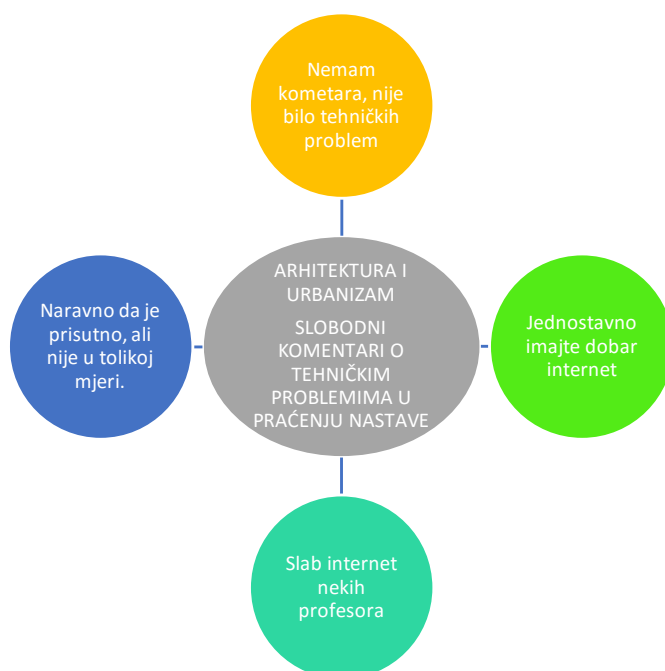 Nemam
kometara, nije
bilo tehničkih
problem
ARHITEKTURA I
URBANIZAM
SLOBODNI
KOMENTARI O
TEHNIČKIM
PROBLEMIMA U
PRAĆENJU NASTAVE
Naravno da je
prisutno, ali
nije u tolikoj
mjeri.
Jednostavno
imajte dobar
internet
Slab internet
nekih
profesora